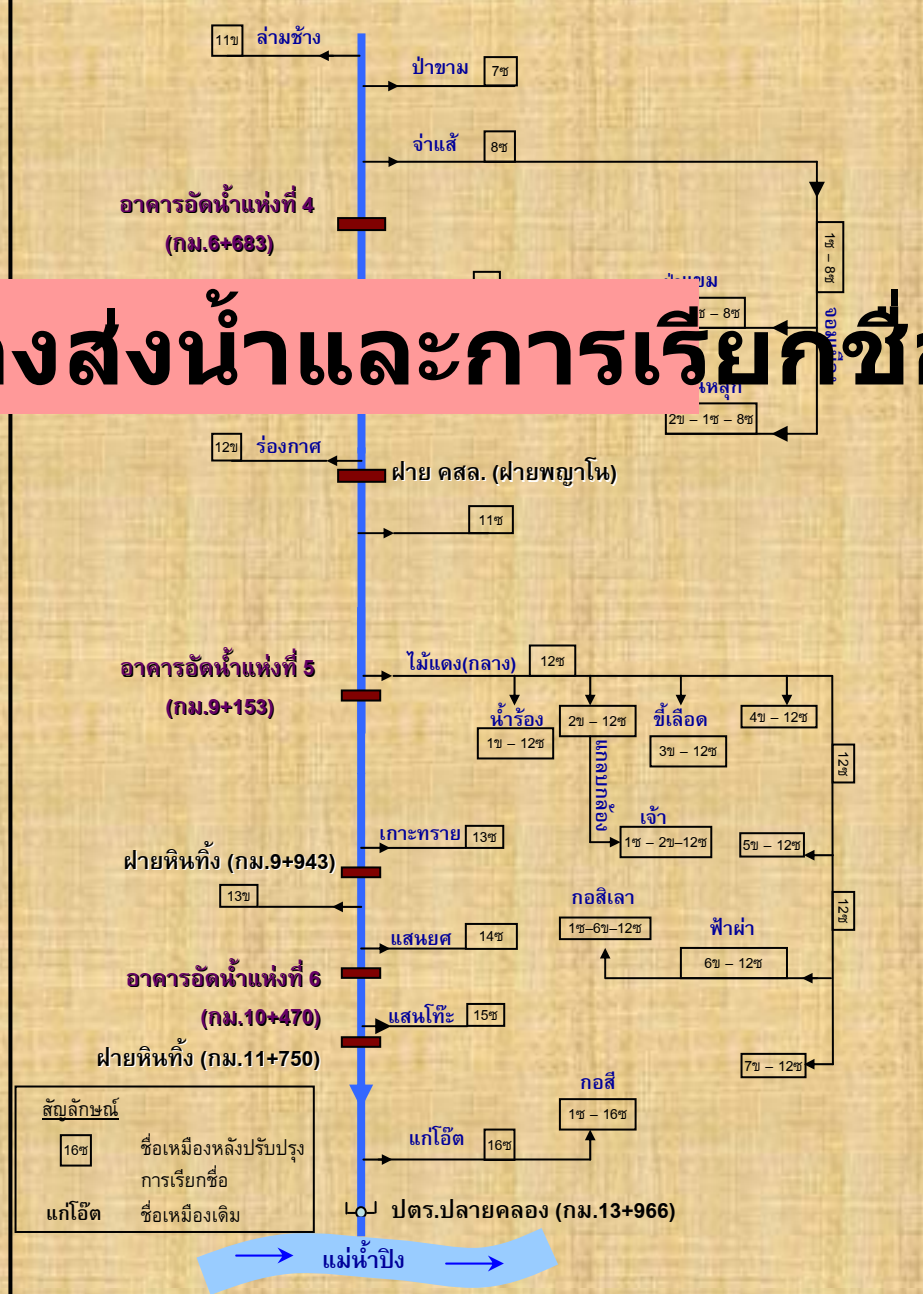 11ข ล่ามช้าง
ป่าขาม 7ซ
จ่าแส้ 8ซ
อาคารอัดน้ำแห่งที่ 4
(กม.6+683)
1ซ – 8ซ
ซ – 8ซ
งส่งน้ำและการเรียกชื่
2ข – 1ซ – 8ซ
12ข ร่องกาศ
ฝาย คสล. (ฝายพญาโน)
11ซ
อาคารอัดน้ำแห่งที่ 5
(กม.9+153)
ไม้แดง(กลาง) 12ซ
น้ำร้อง
1ข – 12ซ
2ข – 12ซ
แกลบกล้อง
ขี้เลือด
3ข – 12ซ
4ข – 12ซ
12ซ
เจ้า
1ซ – 2ข–12ซ
5ข – 12ซ
เกาะทราย 13ซ
ฝายหินทิ้ง (กม.9+943)
13ข
12ซ
กอสิเลา
1ซ–6ข–12ซ
ฟ้าผ่า
6ข – 12ซ
แสนยศ 14ซ
อาคารอัดน้ำแห่งที่ 6
(กม.10+470)
แสนโต๊ะ 15ซ
ฝายหินทิ้ง (กม.11+750)
7ข – 12ซ
กอสี
1ซ – 16ซ
แก่โอ๊ต 16ซ
สัญลักษณ์
16ซ ชื่อเหมืองหลังปรับปรุง
การเรียกชื่อ
แก่โอ๊ต ชื่อเหมืองเดิม
ปตร.ปลายคลอง (กม.13+966)
แม่น้ำปิง